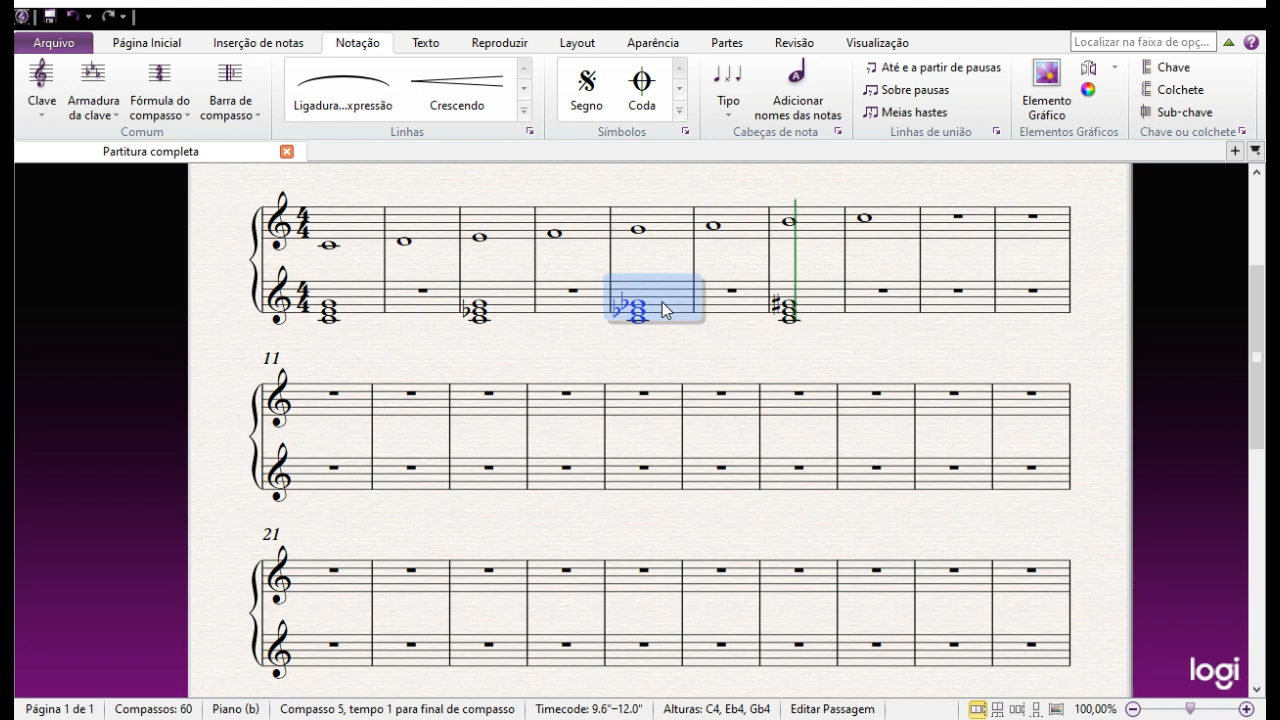 Arquivo Página Inicial Inserção de notas Notação Texto Reproduzir Layout Aparência Partes Revisão Visualização Localizar na faixa de opç...
Clave Armadura da clave Fórmula do compasso Barra de compasso
Comum
Ligadura...xpressão Crescendo
Linhas
Segno Coda
Símbolos
Tipo Adicionar nomes das notas
Cabeças de nota
Até e a partir de pausas
Sobre pausas
Meias hastes
Linhas de união
Elemento Gráfico
Elementos Gráficos
Chave
Colchete
Sub-chave
Chave ou colchete
Partitura completa
4
4
4
4
11
21
logi
Página 1 de 1 Compassos: 60 Piano (b) Compasso 5, tempo 1 para final de compasso Timecode: 9.6"–12.0" Alturas: C4, Eb4, Gb4 Editar Passagem 100,00%